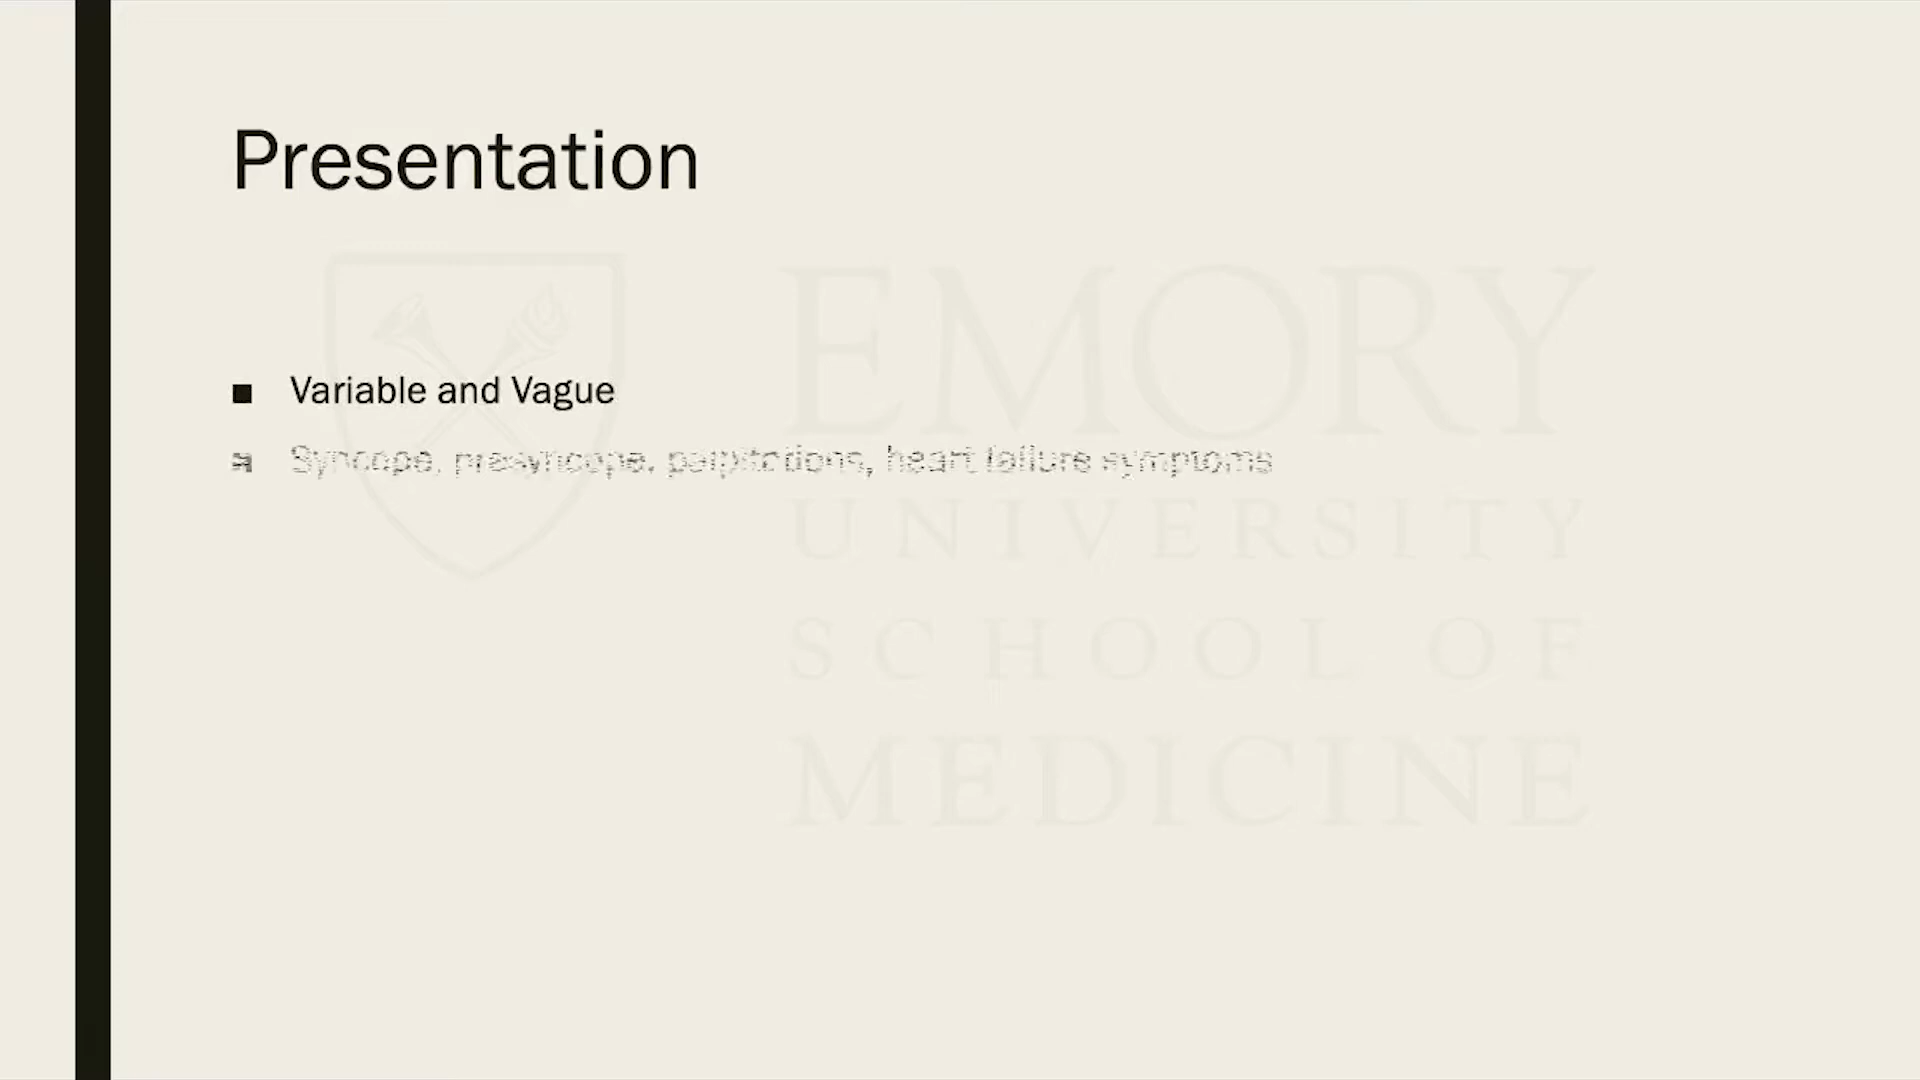 Presentation
■ Variable and Vague
■ Syncope, presyncope, palpitations, heart failure symptoms
EMORY
UNIVERSITY
SCHOOL OF
MEDICINE